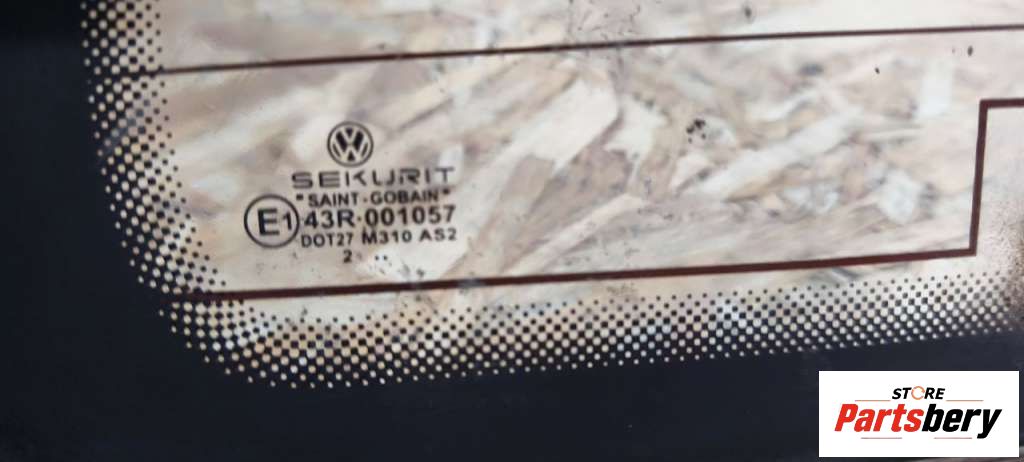 SEKURIT
"SAINT-GOBAIN"
E1 43R-001057
DOT27 M310 AS2
2
STORE
Partsbery